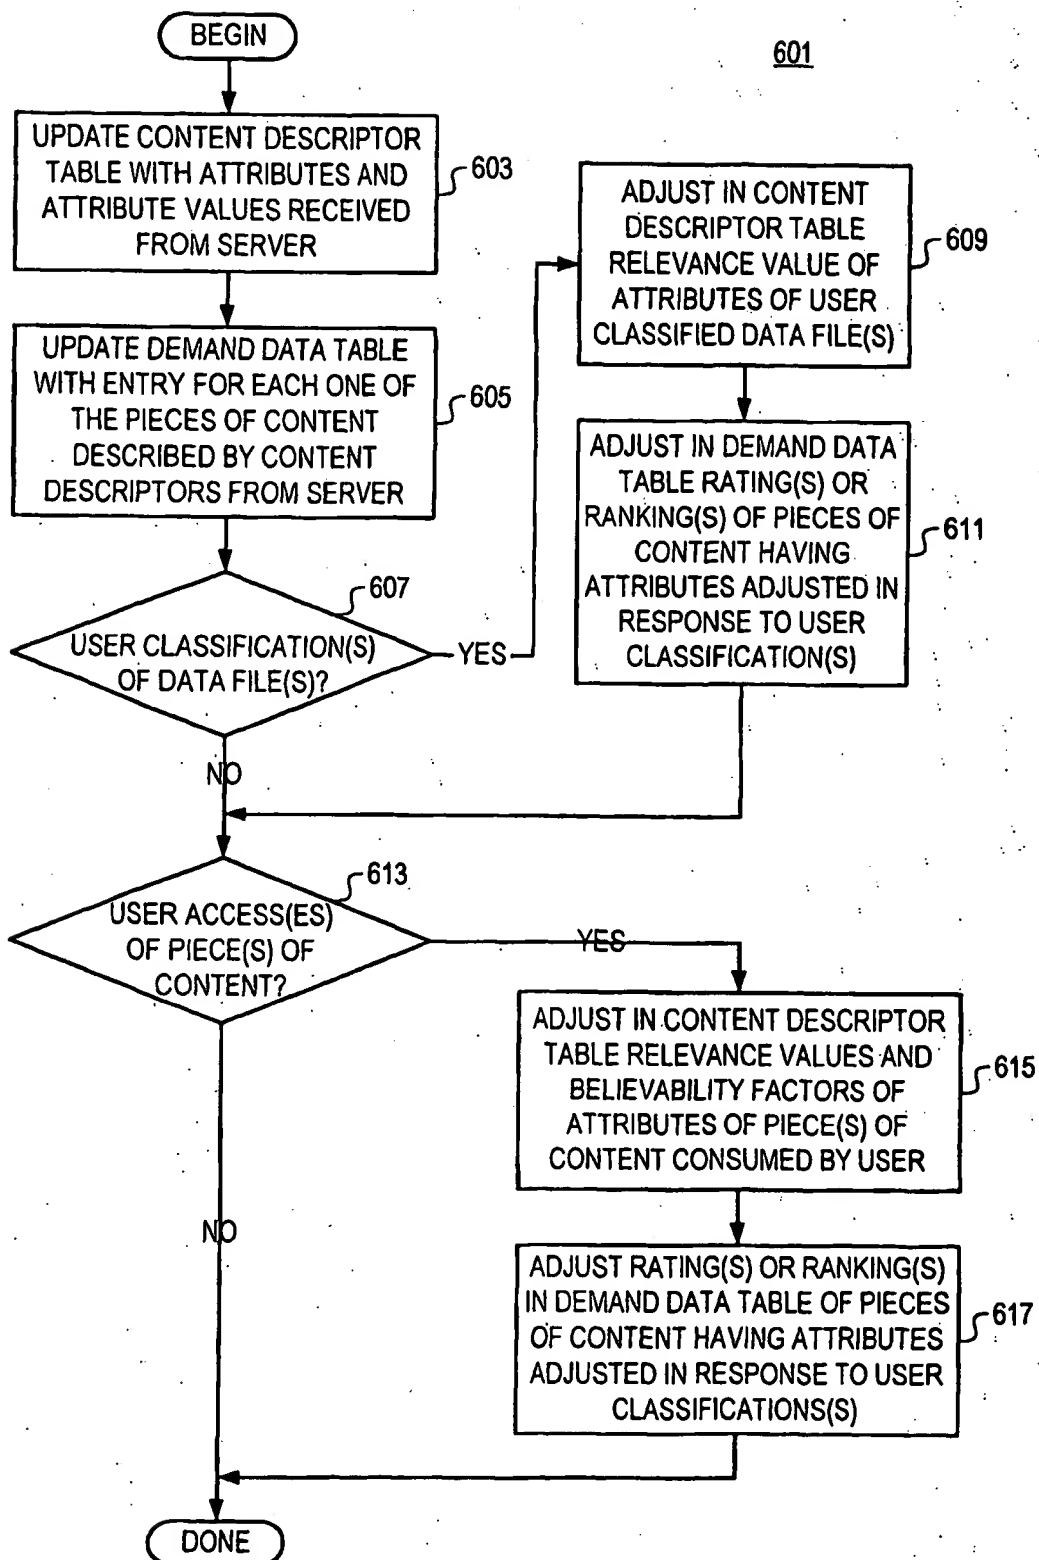 BEGIN
601
UPDATE CONTENT DESCRIPTOR
TABLE WITH ATTRIBUTES AND
ATTRIBUTE VALUES RECEIVED
FROM SERVER
603
UPDATE DEMAND DATA TABLE
WITH ENTRY FOR EACH ONE OF
THE PIECES OF CONTENT
DESCRIBED BY CONTENT
DESCRIPTORS FROM SERVER
605
607
USER CLASSIFICATION(S)
OF DATA FILE(S)?
YES
NO
ADJUST IN CONTENT
DESCRIPTOR TABLE
RELEVANCE VALUE OF
ATTRIBUTES OF USER
CLASSIFIED DATA FILE(S)
609
ADJUST IN DEMAND DATA
TABLE RATING(S) OR
RANKING(S) OF PIECES OF
CONTENT HAVING
ATTRIBUTES ADJUSTED IN
RESPONSE TO USER
CLASSIFICATION(S)
611
613
USER ACCESS(ES)
OF PIECE(S) OF
CONTENT?
YES
NO
ADJUST IN CONTENT DESCRIPTOR
TABLE RELEVANCE VALUES AND
BELIEVABILITY FACTORS OF
ATTRIBUTES OF PIECE(S) OF
CONTENT CONSUMED BY USER
615
ADJUST RATING(S) OR RANKING(S)
IN DEMAND DATA TABLE OF PIECES
OF CONTENT HAVING ATTRIBUTES
ADJUSTED IN RESPONSE TO USER
CLASSIFICATIONS(S)
617
DONE